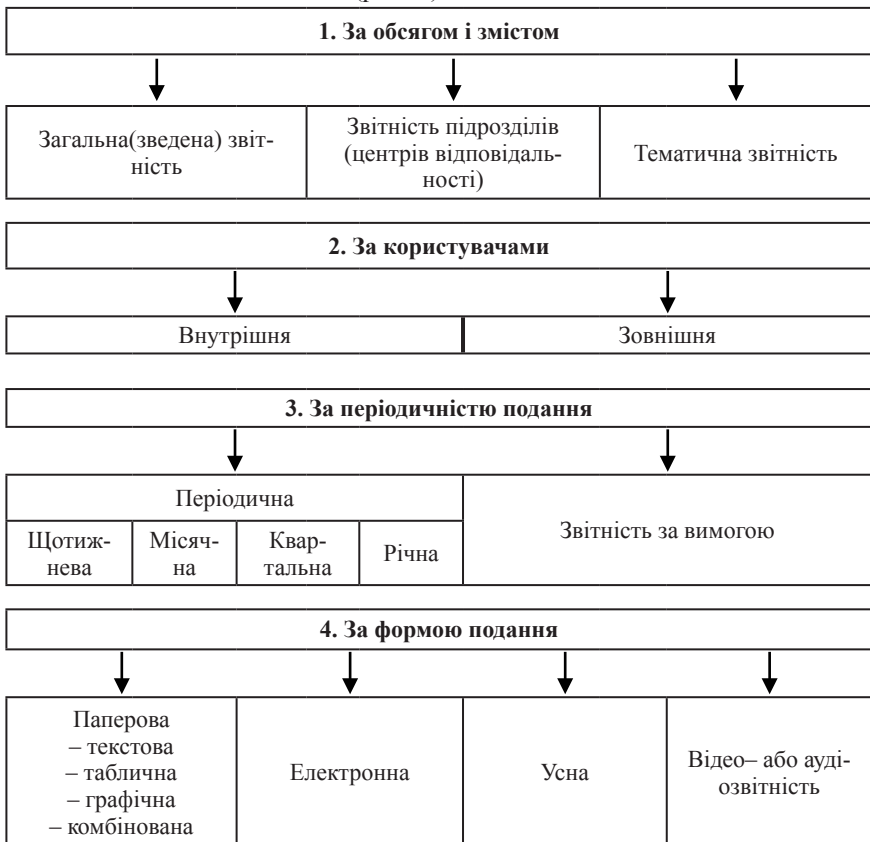 1. За обсягом і змістом
Загальна(зведена) звіт-
ність
Звітність підрозділів
(центрів відповідаль-
ності)
Тематична звітність
2. За користувачами
Внутрішня
Зовнішня
3. За періодичністю подання
Періодична
Щотиж-
нева
Місяч-
на
Квар-
тальна
Річна
Звітність за вимогою
4. За формою подання
Паперова
– текстова
– таблична
– графічна
– комбінована
Електронна
Усна
Відео– або ауді-
озвітність